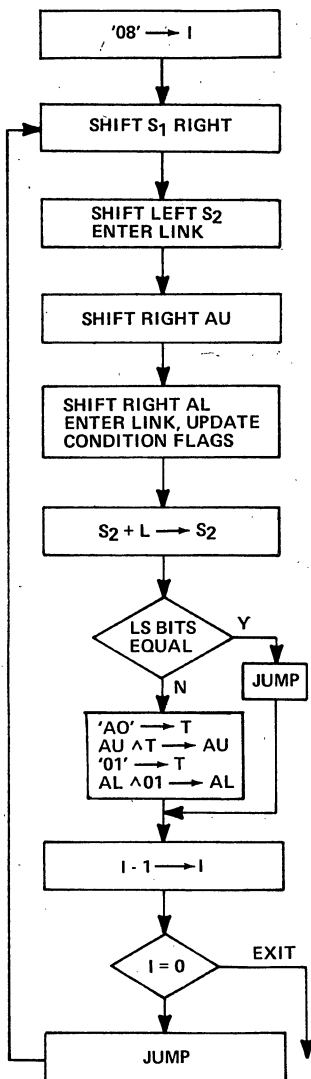 '08' → I
SHIFT S₁ RIGHT
SHIFT LEFT S₂
ENTER LINK
SHIFT RIGHT AU
SHIFT RIGHT AL
ENTER LINK, UPDATE
CONDITION FLAGS
S₂ + L → S₂
LS BITS
EQUAL
Y
JUMP
N
'AO' → T
AU ∧ T → AU
'01' → T
AL ∧ 01 → AL
I - 1 → I
I = 0
EXIT
JUMP